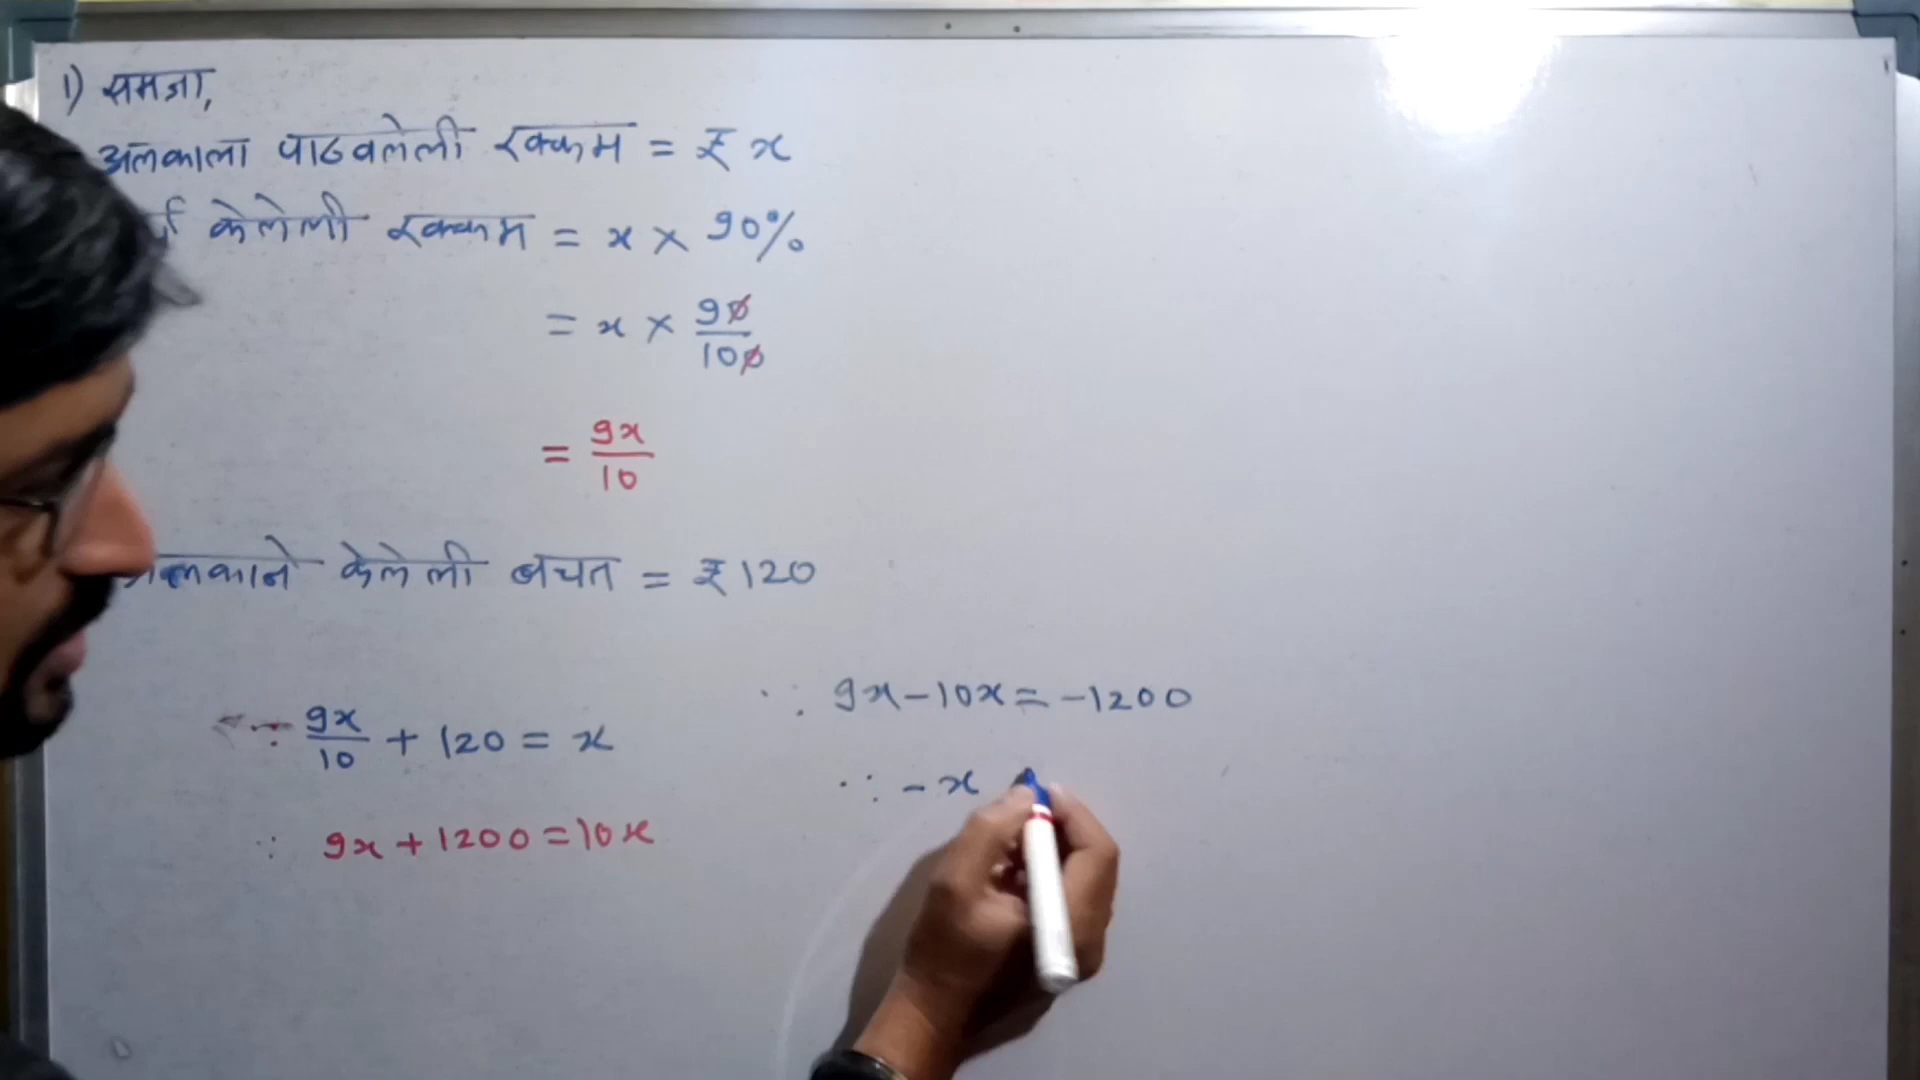 1) समजा,
अलकाला पाठवलेली रक्कम = ₹ x
केलेली रक्कम = x × 90%
= x × 90/100
= 9x/10
अलकाने केलेली बचत = ₹120
∴ 9x/10 + 120 = x
∴ 9x + 1200 = 10x
∴ 9x - 10x = -1200
∴ -x